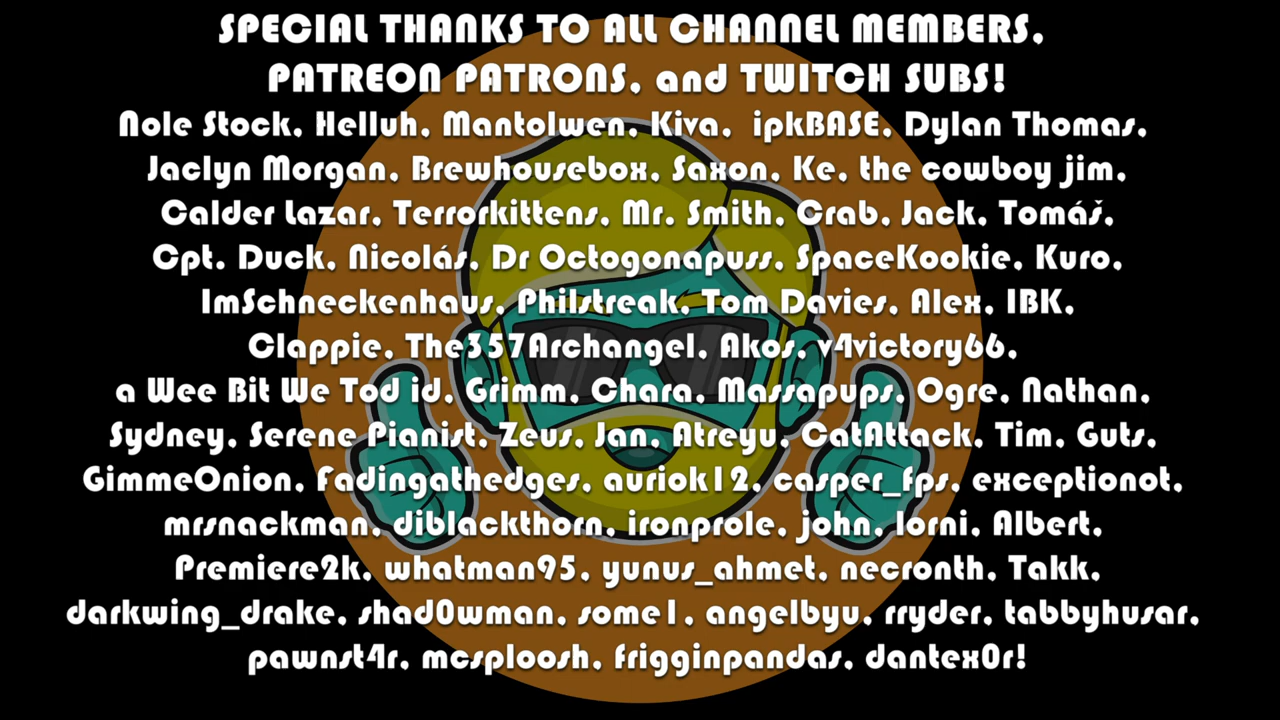 SPECIAL THANKS TO ALL CHANNEL MEMBERS,
PATREON PATRONS, and TWITCH SUBS!
Nole Stock, Helluh, Mantolwen, Kiva, ipkBASE, Dylan Thomas,
Jaclyn Morgan, Brewhousebox, Saxon, Ke, the cowboy jim,
Calder Lazar, Terrorkittens, Mr. Smith, Crab, Jack, Tomáš,
Cpt. Duck, Nicolás, Dr Octogonapuss, SpaceKookie, Kuro,
ImSchneckenhaus, Philstreak, Tom Davies, Alex, IBK,
Clappie, The357Archangel, Akos, v4victory66,
a Wee Bit We Tod id, Grimm, Chara, Massapups, Ogre, Nathan,
Sydney, Serene Pianist, Zeus, Jan, Atreyu, CatAttack, Tim, Guts,
GimmeOnion, Fadingathedges, auriok12, casper_fps, exceptionot,
mrsnackman, diblackthorn, ironprole, john, lorni, Albert,
Premiere2k, whatman95, yunus_ahmet, necronth, Takk,
darkwing_drake, shad0wman, some1, angelbyu, rryder, tabbyhusar,
pawnst4r, mcsploosh, frigginpandas, dantex0r!